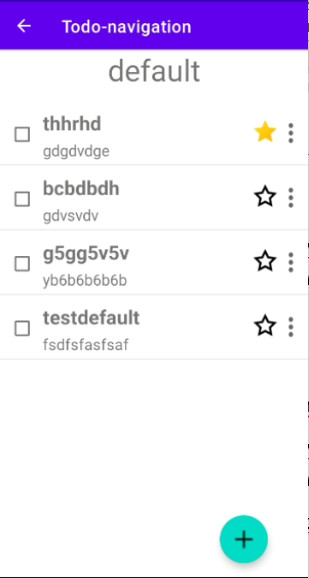 Todo-navigation
default
thhrhd
gdgdvdge
bcbdbdh
gdvsvdv
g5gg5v5v
yb6b6b6b6b
testdefault
fsdfsfasfsaf